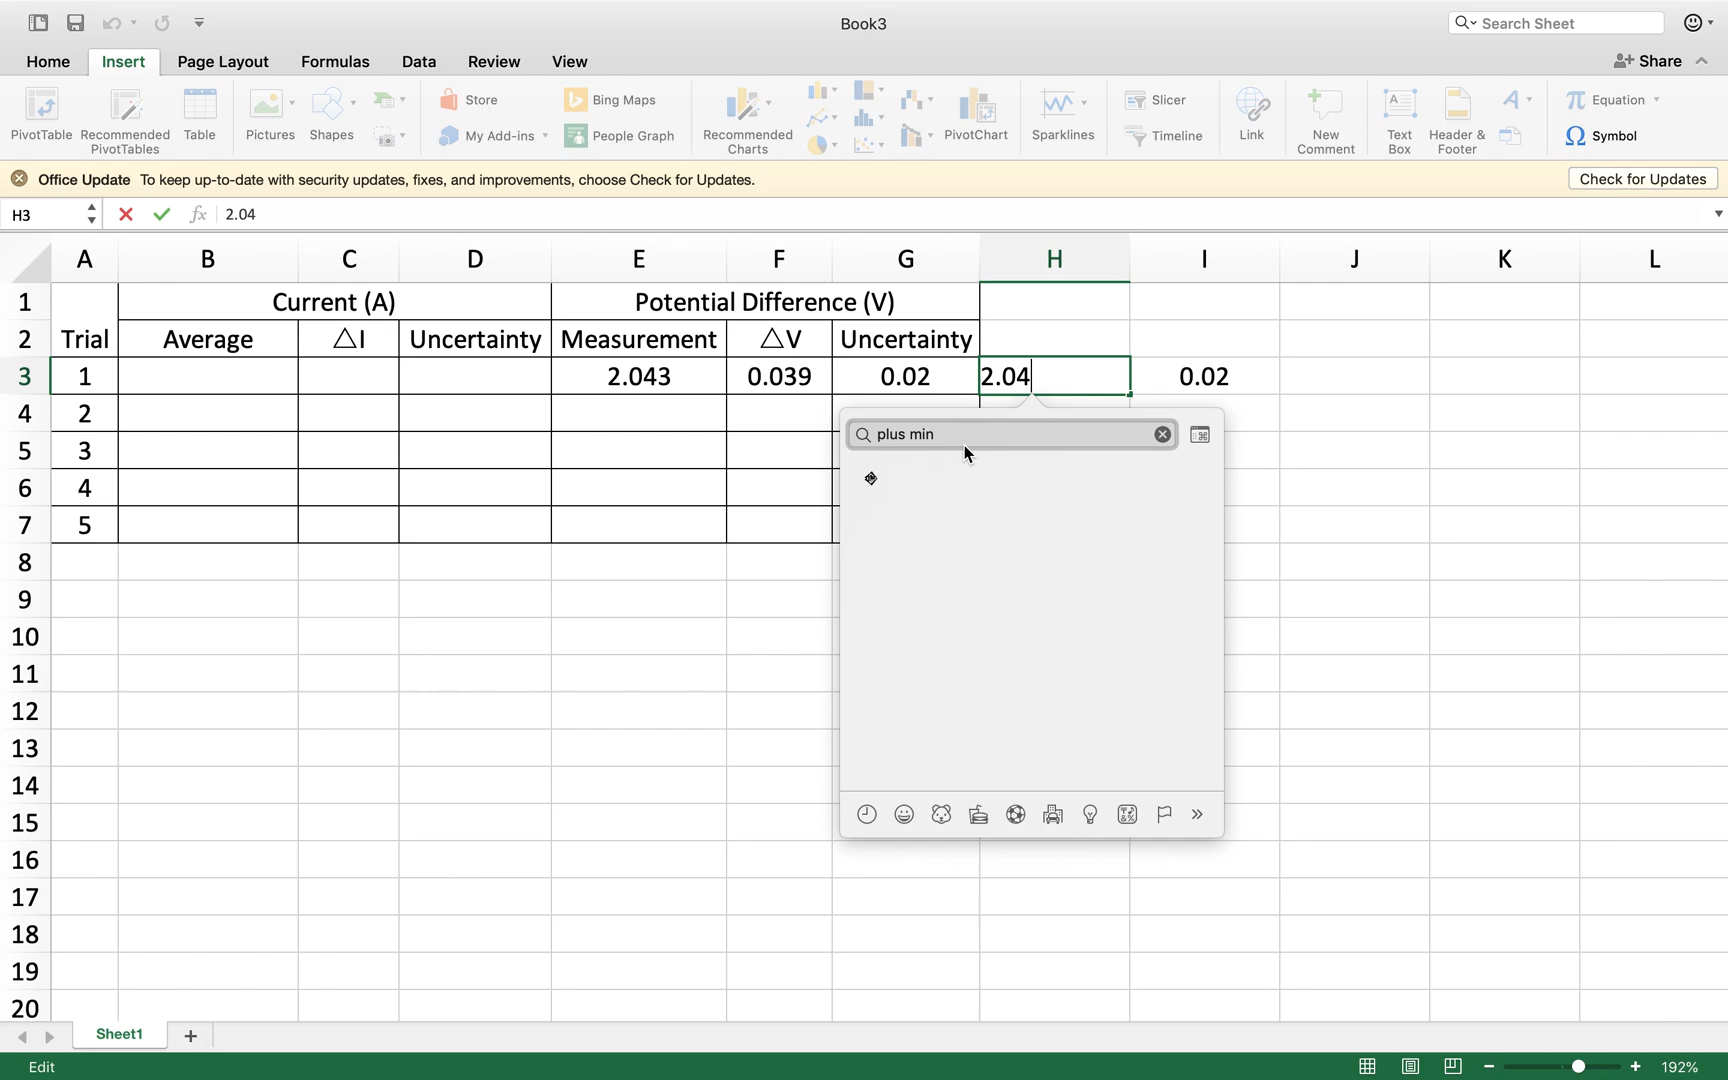 Book3
Search Sheet
Home Insert Page Layout Formulas Data Review View
Share
PivotTable
Recommended
PivotTables
Table
Pictures
Shapes
Store
My Add-ins
Bing Maps
People Graph
Recommended
Charts
PivotChart
Sparklines
Slicer
Timeline
Link
New
Comment
Text
Box
Header &
Footer
A
π Equation
Ω Symbol
Office Update To keep up-to-date with security updates, fixes, and improvements, choose Check for Updates.
Check for Updates
H3 fx 2.04
A B C D E F G H I J K L
1 Current (A) Potential Difference (V)
2 Trial Average △I Uncertainty Measurement △V Uncertainty
3 1 2.043 0.039 0.02 2.04 0.02
4 2
plus min
5 3
6 4
7 5
8
9
10
11
12
13
14
15
16
17
18
19
20
Sheet1
Edit
192%